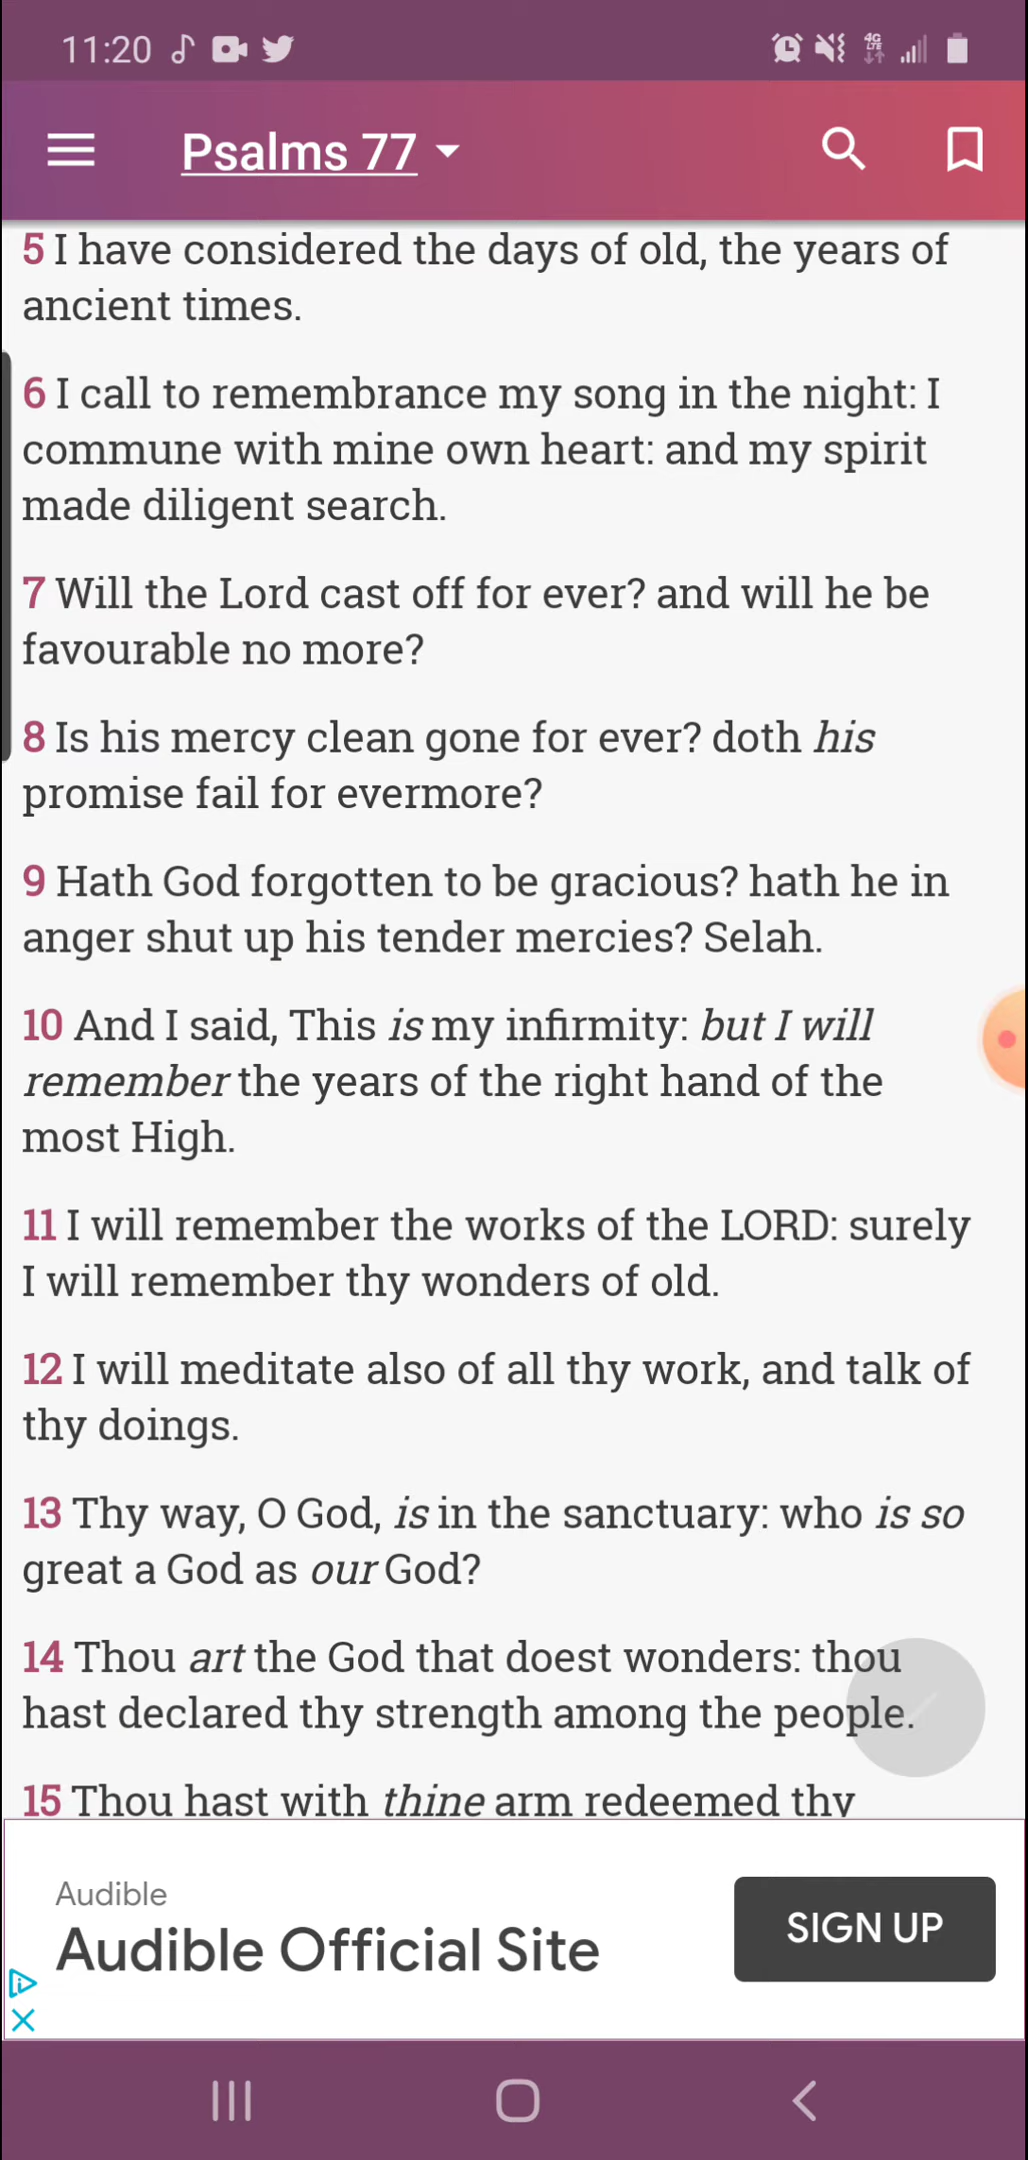 11:20
4G
LTE
Psalms 77
5 I have considered the days of old, the years of
ancient times.
6 I call to remembrance my song in the night: I
commune with mine own heart: and my spirit
made diligent search.
7 Will the Lord cast off for ever? and will he be
favourable no more?
8 Is his mercy clean gone for ever? doth his
promise fail for evermore?
9 Hath God forgotten to be gracious? hath he in
anger shut up his tender mercies? Selah.
10 And I said, This is my infirmity: but I will
remember the years of the right hand of the
most High.
11 I will remember the works of the LORD: surely
I will remember thy wonders of old.
12 I will meditate also of all thy work, and talk of
thy doings.
13 Thy way, O God, is in the sanctuary: who is so
great a God as our God?
14 Thou art the God that doest wonders: thou
hast declared thy strength among the people.
15 Thou hast with thine arm redeemed thy
Audible
Audible Official Site
SIGN UP